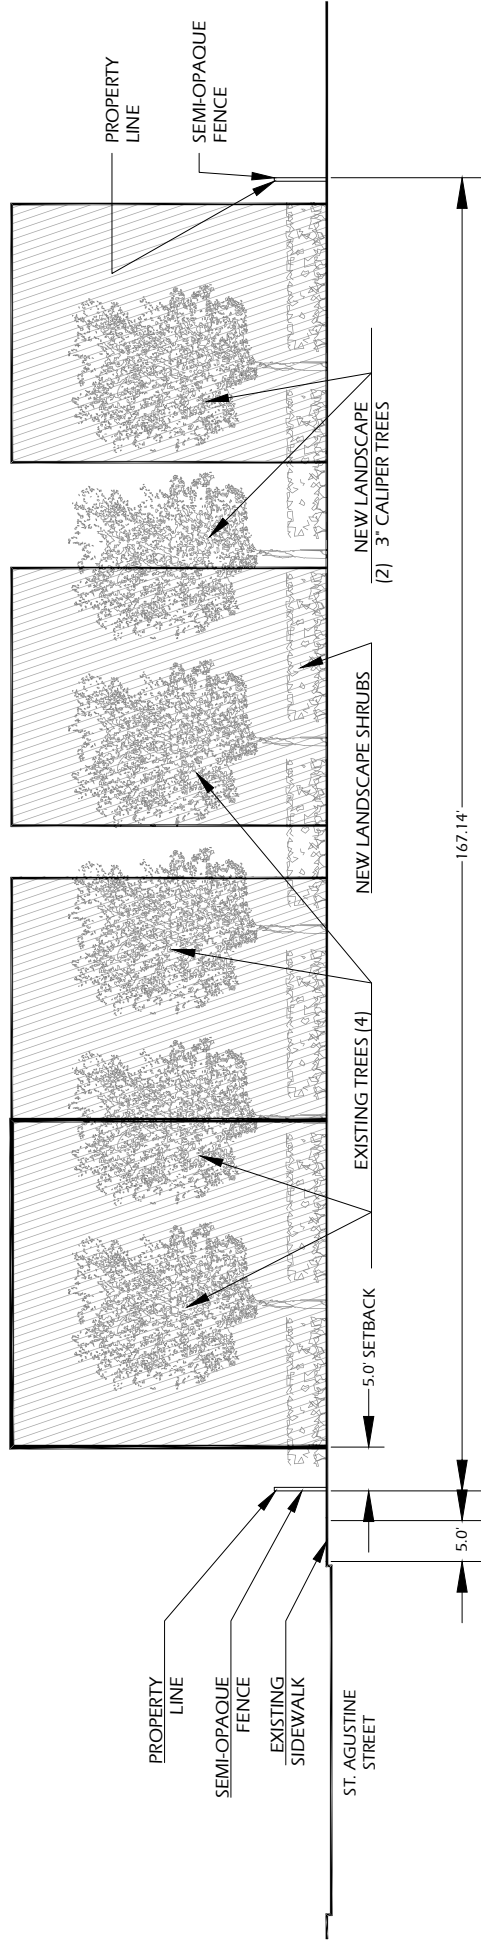 PROPERTY
LINE
SEMI-OPAQUE
FENCE
EXISTING
SIDEWALK
ST. AGUSTINE
STREET
5.0' SETBACK
EXISTING TREES (4)
NEW LANDSCAPE SHRUBS
NEW LANDSCAPE
(2) 3" CALIPER TREES
PROPERTY
LINE
SEMI-OPAQUE
FENCE
5.0'
167.14'